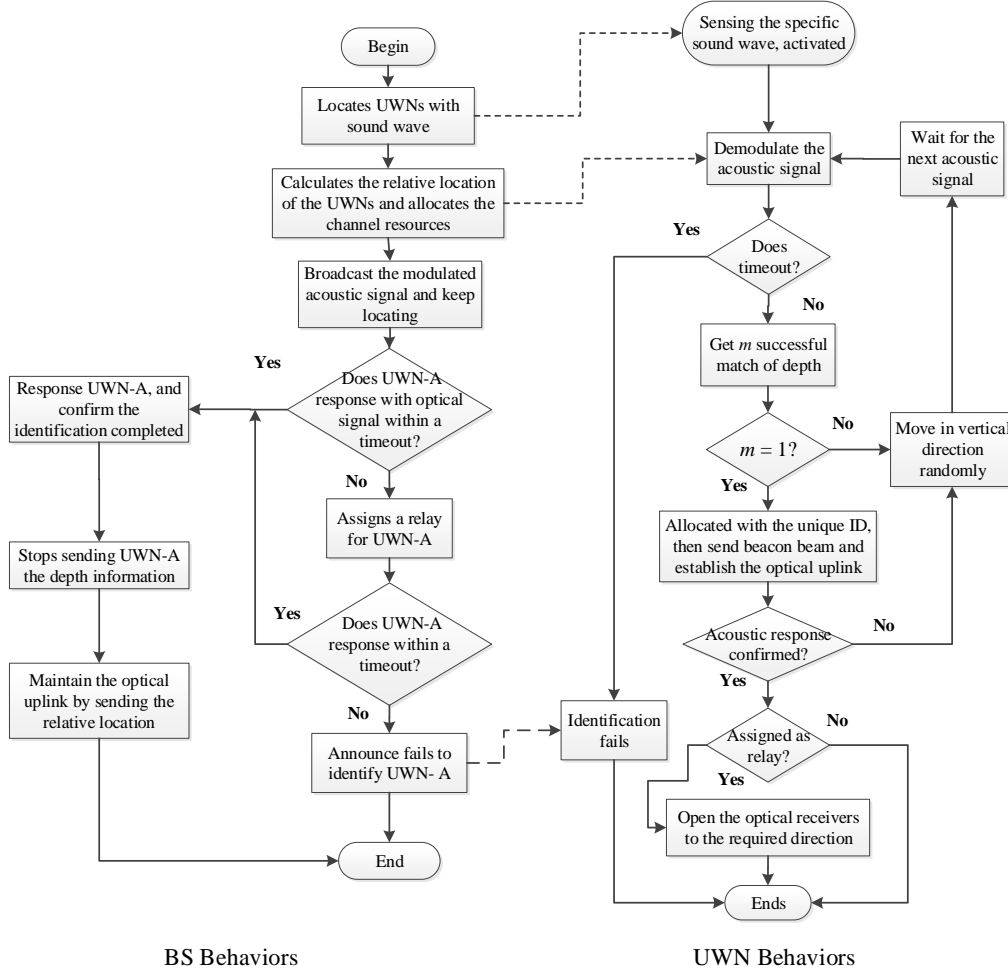 Begin
Locates UWNs with
sound wave
Calculates the relative location
of the UWNs and allocates the
channel resources
Broadcast the modulated
acoustic signal and keep
locating
Yes
Does UWN-A
response with optical
signal within a
timeout?
No
Response UWN-A, and
confirm the
identification completed
Stops sending UWN-A
the depth information
Maintain the optical
uplink by sending the
relative location
Assigns a relay
for UWN-A
Yes
Does UWN-A
response within a
timeout?
No
Announce fails to
identify UWN- A
End
BS Behaviors
Sensing the specific
sound wave, activated
Demodulate the
acoustic signal
Wait for the
next acoustic
signal
Yes
Does
timeout?
No
Get m successful
match of depth
m = 1?
No
Move in vertical
direction
randomly
Yes
Allocated with the unique ID,
then send beacon beam and
establish the optical uplink
Acoustic response
confirmed?
No
Yes
Identification
fails
Assigned as
relay?
No
Yes
Open the optical receivers
to the required direction
Ends
UWN Behaviors